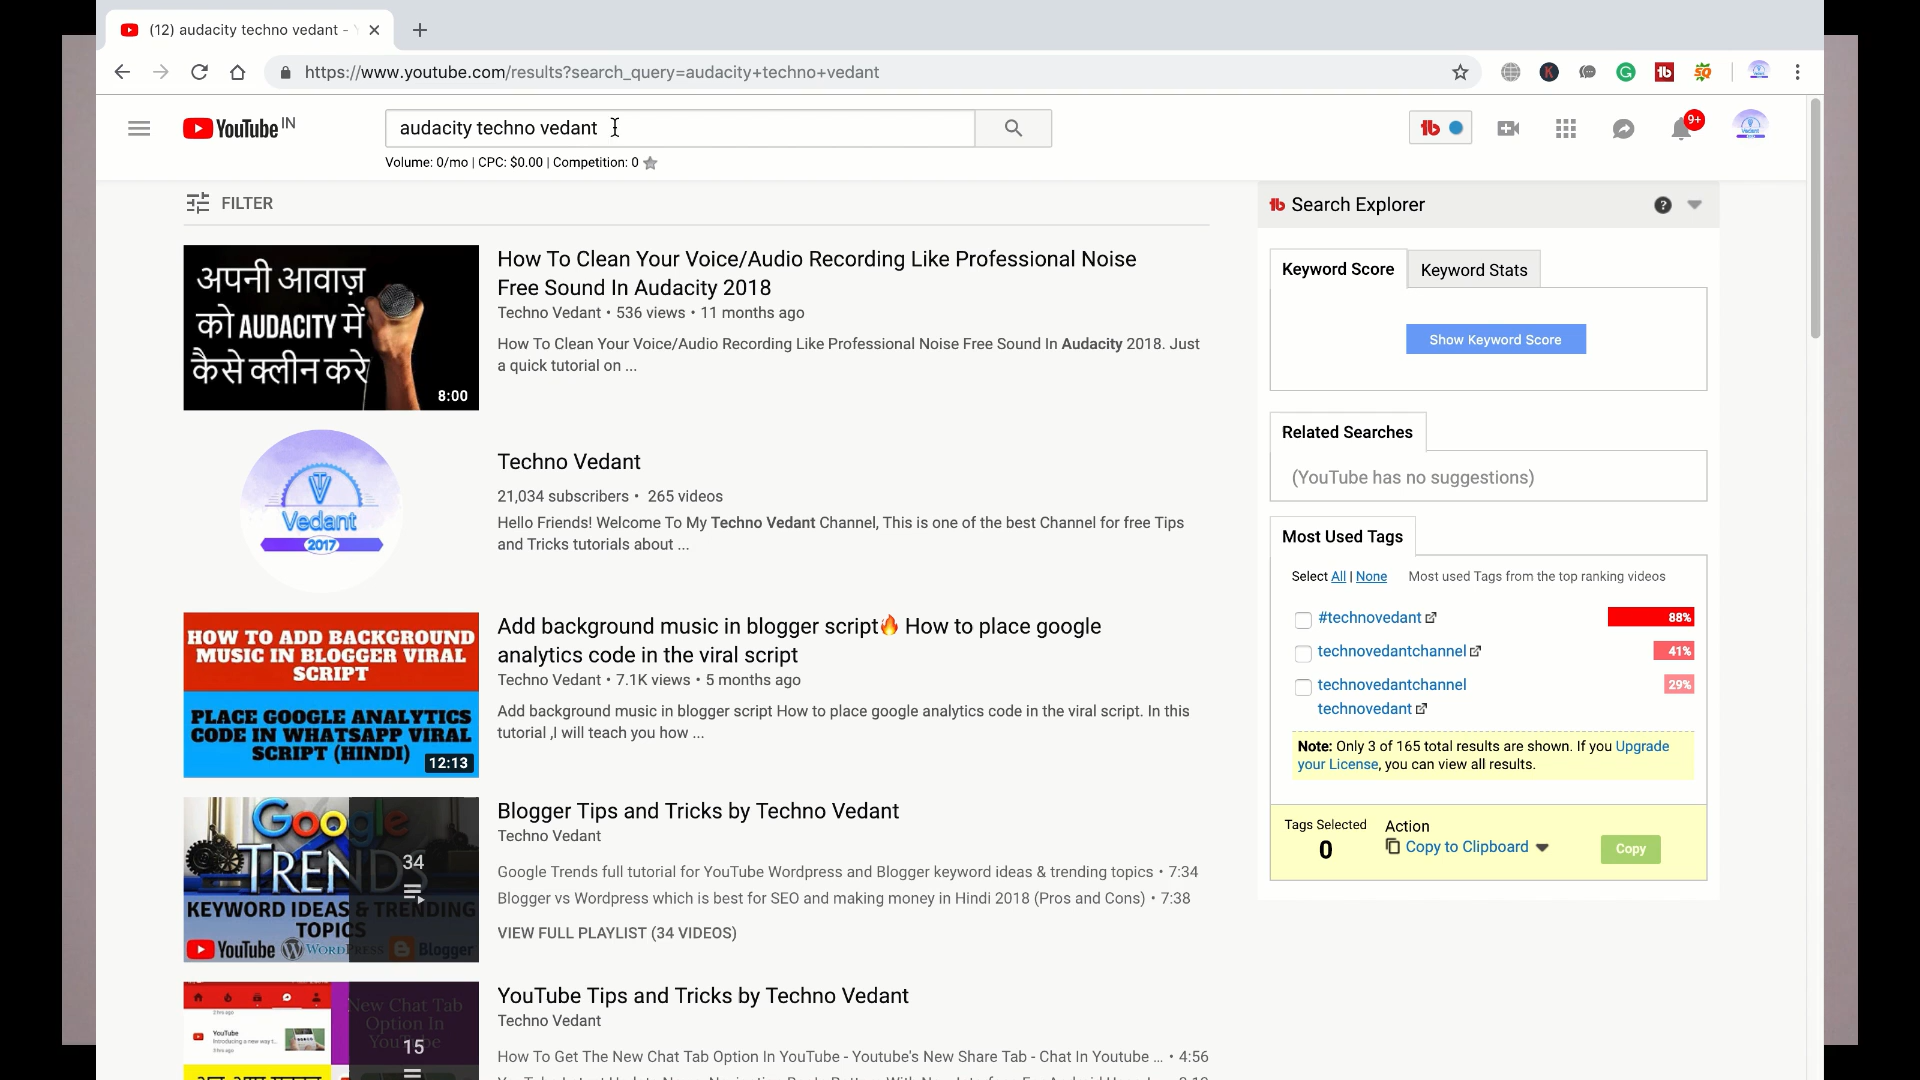 (12) audacity techno vedant -
https://www.youtube.com/results?search_query=audacity+techno+vedant
YouTube IN
audacity techno vedant
9+
Volume: 0/mo | CPC: $0.00 | Competition: 0
FILTER
अपनी आवाज़
को AUDACITY में
कैसे क्लीन करे
8:00
How To Clean Your Voice/Audio Recording Like Professional Noise
Free Sound In Audacity 2018
Techno Vedant • 536 views • 11 months ago
How To Clean Your Voice/Audio Recording Like Professional Noise Free Sound In Audacity 2018. Just
a quick tutorial on ...
Vedant
2017
Techno Vedant
21,034 subscribers • 265 videos
Hello Friends! Welcome To My Techno Vedant Channel, This is one of the best Channel for free Tips
and Tricks tutorials about ...
HOW TO ADD BACKGROUND
MUSIC IN BLOGGER VIRAL
SCRIPT
PLACE GOOGLE ANALYTICS
CODE IN WHATSAPP VIRAL
SCRIPT (HINDI)
12:13
Add background music in blogger script🔥 How to place google
analytics code in the viral script
Techno Vedant • 7.1K views • 5 months ago
Add background music in blogger script How to place google analytics code in the viral script. In this
tutorial ,I will teach you how ...
Google
TRENDS
34
KEYWORD IDEAS & TRENDING
TOPICS
YouTube WORDPRESS Blogger
Blogger Tips and Tricks by Techno Vedant
Techno Vedant
Google Trends full tutorial for YouTube Wordpress and Blogger keyword ideas & trending topics • 7:34
Blogger vs Wordpress which is best for SEO and making money in Hindi 2018 (Pros and Cons) • 7:38
VIEW FULL PLAYLIST (34 VIDEOS)
New Chat Tab
Option In
YouTube
15
YouTube
YouTube Tips and Tricks by Techno Vedant
Techno Vedant
How To Get The New Chat Tab Option In YouTube - Youtube's New Share Tab - Chat In Youtube ... • 4:56
Search Explorer
Keyword Score
Keyword Stats
Show Keyword Score
Related Searches
(YouTube has no suggestions)
Most Used Tags
Select All | None Most used Tags from the top ranking videos
#technovedant 88%
technovedantchannel 41%
technovedantchannel 29%
technovedant
Note: Only 3 of 165 total results are shown. If you Upgrade
your License, you can view all results.
Tags Selected
0
Action
Copy to Clipboard
Copy